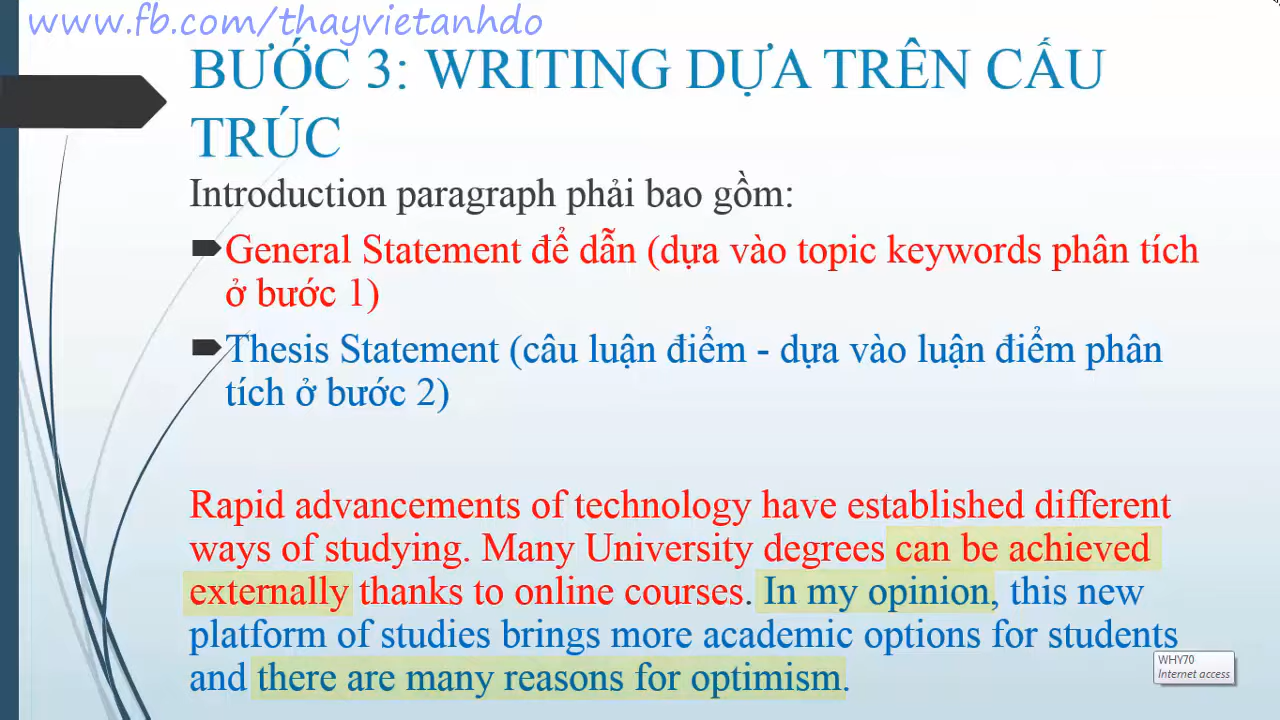 www.fb.com/thayvietanhdo
BƯỚC 3: WRITING DỰA TRÊN CẤU
TRÚC
Introduction paragraph phải bao gồm:
General Statement để dẫn (dựa vào topic keywords phân tích
ở bước 1)
Thesis Statement (câu luận điểm - dựa vào luận điểm phân
tích ở bước 2)
Rapid advancements of technology have established different
ways of studying. Many University degrees can be achieved
externally thanks to online courses. In my opinion, this new
platform of studies brings more academic options for students
and there are many reasons for optimism.
WHY70
Internet access